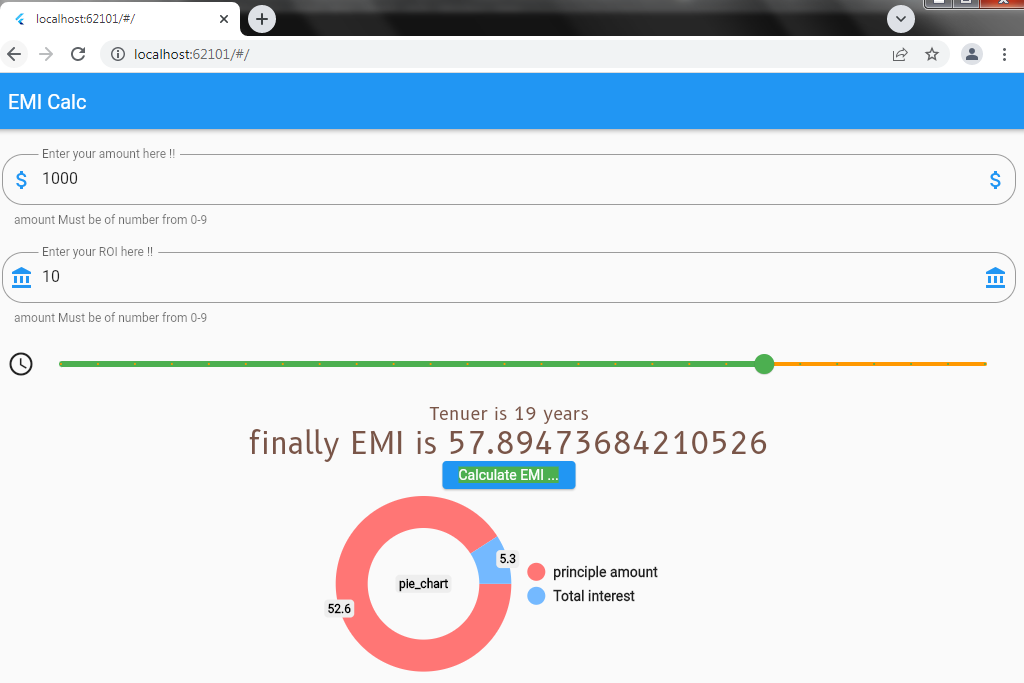 localhost:62101/#/
localhost:62101/#/
EMI Calc
Enter your amount here !!
$ 1000 $
amount Must be of number from 0-9
Enter your ROI here !!
10
amount Must be of number from 0-9
Tenuer is 19 years
finally EMI is 57.89473684210526
Calculate EMI ...
5.3
principle amount
pie_chart
Total interest
52.6